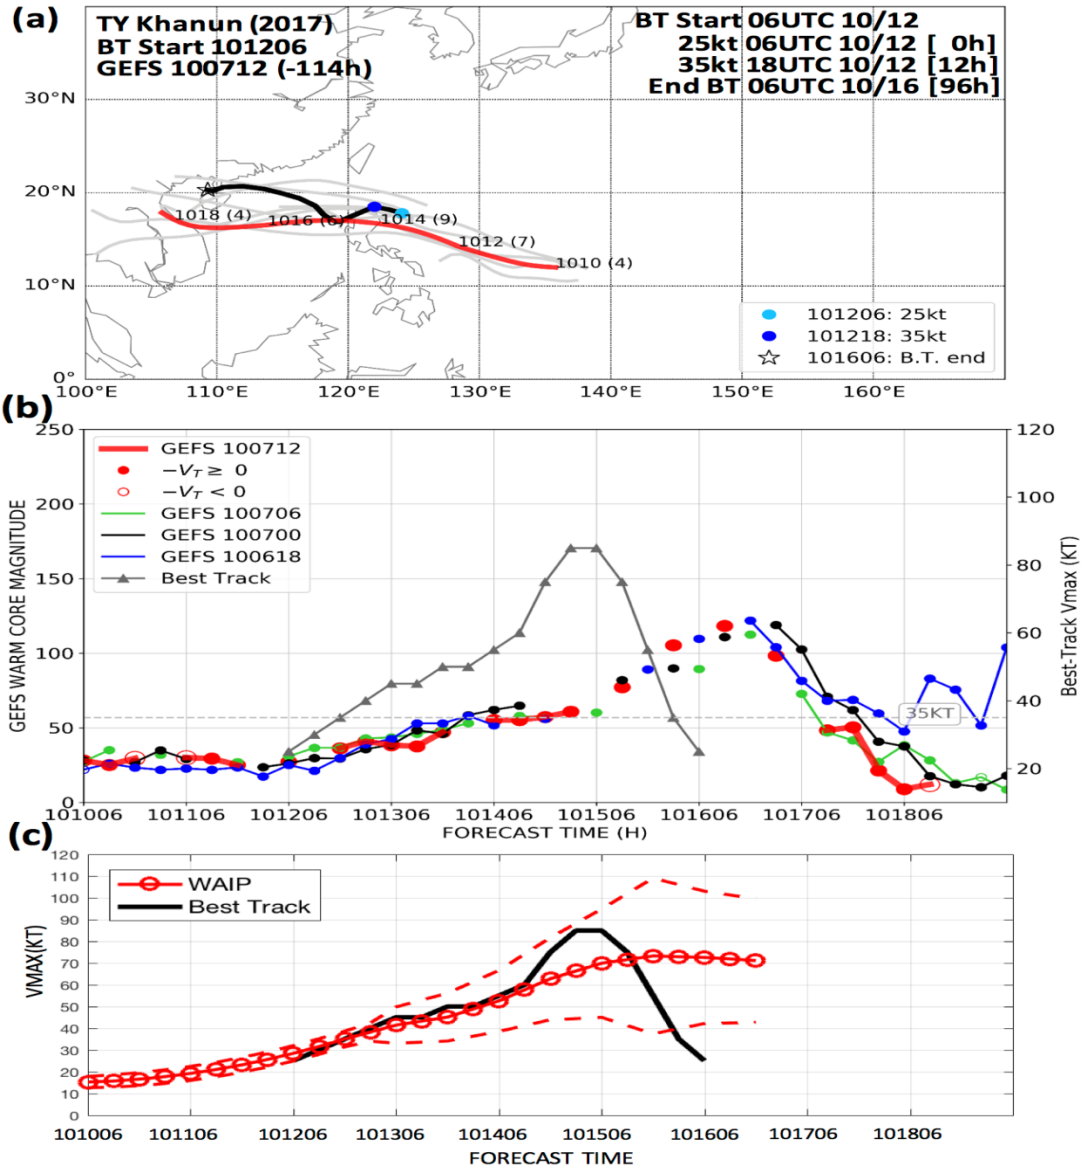 (a)
TY Khanun (2017)
BT Start 101206
GEFS 100712 (-114h)
BT Start 06UTC 10/12
25kt 06UTC 10/12 [ 0h]
35kt 18UTC 10/12 [12h]
End BT 06UTC 10/16 [96h]
30°N
20°N
10°N
0°
1018 (4)
1016 (6)
1014 (9)
1012 (7)
1010 (4)
101206: 25kt
101218: 35kt
101606: B.T. end
100°E 110°E 120°E 130°E 140°E 150°E 160°E
(b)
GEFS WARM CORE MAGNITUDE
250
200
150
100
50
0
GEFS 100712
−V_T ≥ 0
−V_T < 0
GEFS 100706
GEFS 100700
GEFS 100618
Best Track
35KT
120
100
80
60
40
20
Best-Track Vmax (KT)
101006 101106 101206 101306 101406 101506 101606 101706 101806
FORECAST TIME (H)
(c)
VMAX(KT)
120
110
100
90
80
70
60
50
40
30
20
10
0
WAIP
Best Track
101006 101106 101206 101306 101406 101506 101606 101706 101806
FORECAST TIME